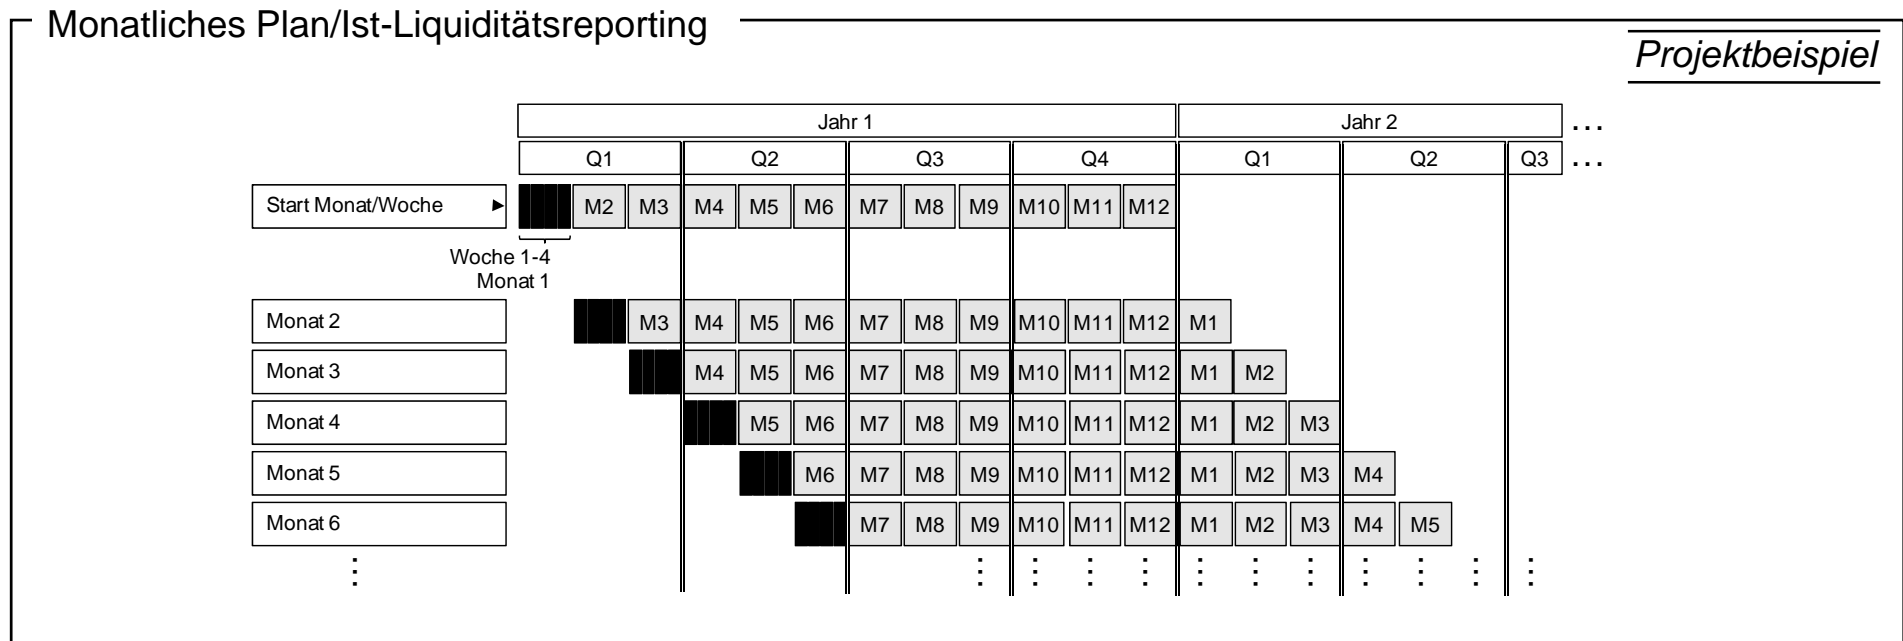 Monatliches Plan/Ist-Liquiditätsreporting
Projektbeispiel
Jahr 1 Jahr 2 ...
Q1 Q2 Q3 Q4 Q1 Q2 Q3 ...
Start Monat/Woche M2 M3 M4 M5 M6 M7 M8 M9 M10 M11 M12
Woche 1-4
Monat 1
Monat 2 M3 M4 M5 M6 M7 M8 M9 M10 M11 M12 M1
Monat 3 M4 M5 M6 M7 M8 M9 M10 M11 M12 M1 M2
Monat 4 M5 M6 M7 M8 M9 M10 M11 M12 M1 M2 M3
Monat 5 M6 M7 M8 M9 M10 M11 M12 M1 M2 M3 M4
Monat 6 M7 M8 M9 M10 M11 M12 M1 M2 M3 M4 M5